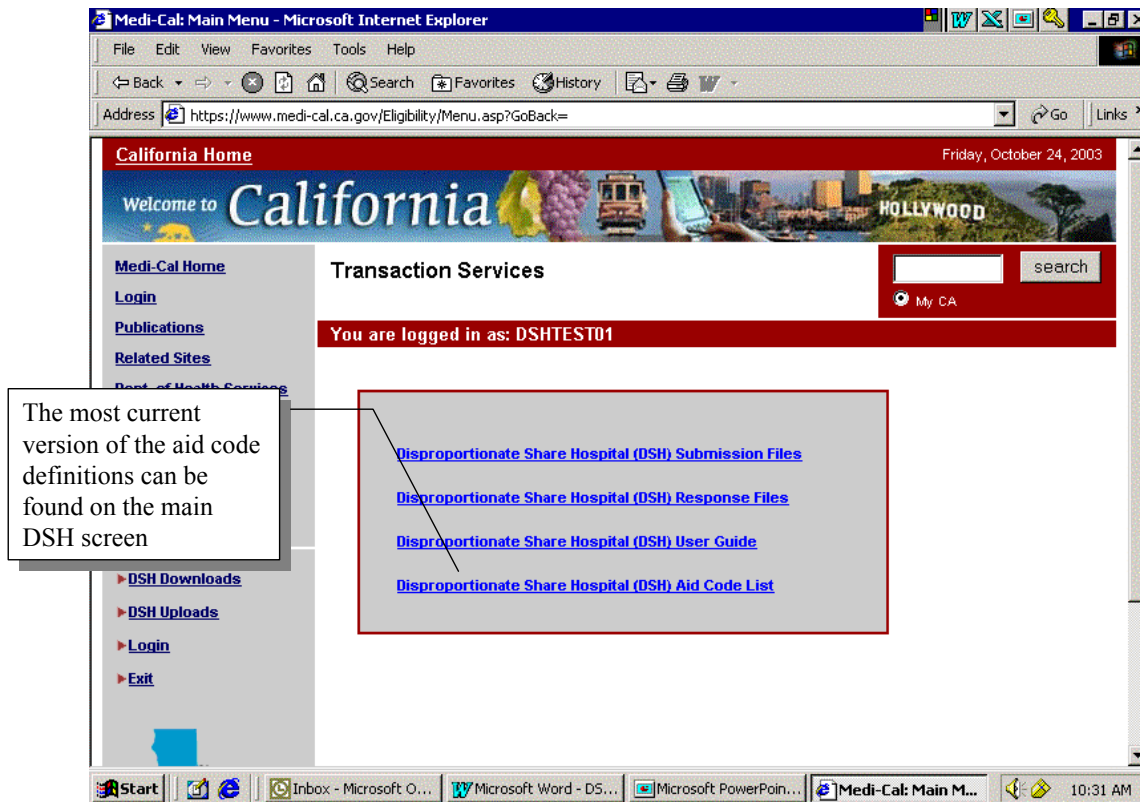 Medi-Cal: Main Menu - Microsoft Internet Explorer
File Edit View Favorites Tools Help
Back Search Favorites History
Address https://www.medi-cal.ca.gov/Eligibility/Menu.asp?GoBack= Go Links
California Home Friday, October 24, 2003
Welcome to California HOLLYWOOD
Medi-Cal Home
Login
Publications
Related Sites
Dept. of Health Services
Transaction Services
search
My CA
You are logged in as: DSHTEST01
The most current
version of the aid code
definitions can be
found on the main
DSH screen
Disproportionate Share Hospital (DSH) Submission Files
Disproportionate Share Hospital (DSH) Response Files
Disproportionate Share Hospital (DSH) User Guide
Disproportionate Share Hospital (DSH) Aid Code List
DSH Downloads
DSH Uploads
Login
Exit
Start Inbox - Microsoft O... Microsoft Word - DS... Microsoft PowerPoin... Medi-Cal: Main M... 10:31 AM